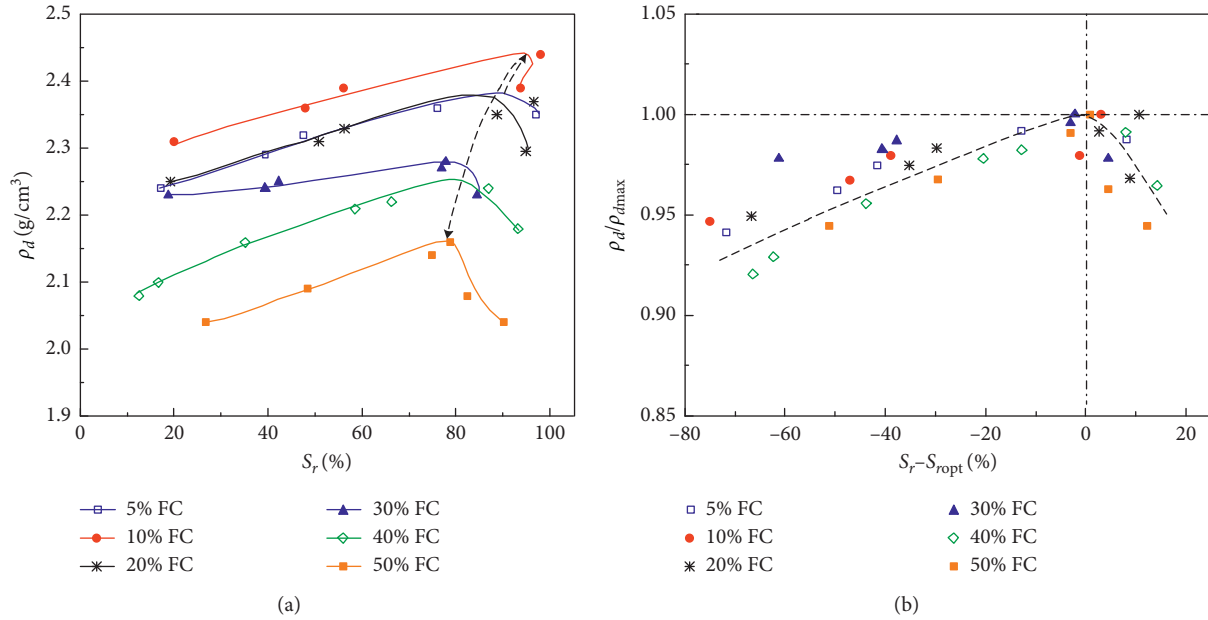 2.5
2.4
2.3
2.2
2.1
2.0
1.9
ρd (g/cm³)
0 20 40 60 80 100
Sr (%)
5% FC 30% FC
10% FC 40% FC
20% FC 50% FC
(a)
1.05
1.00
0.95
0.90
0.85
ρd/ρdmax
–80 –60 –40 –20 0 20
Sr–Sropt (%)
5% FC 30% FC
10% FC 40% FC
20% FC 50% FC
(b)